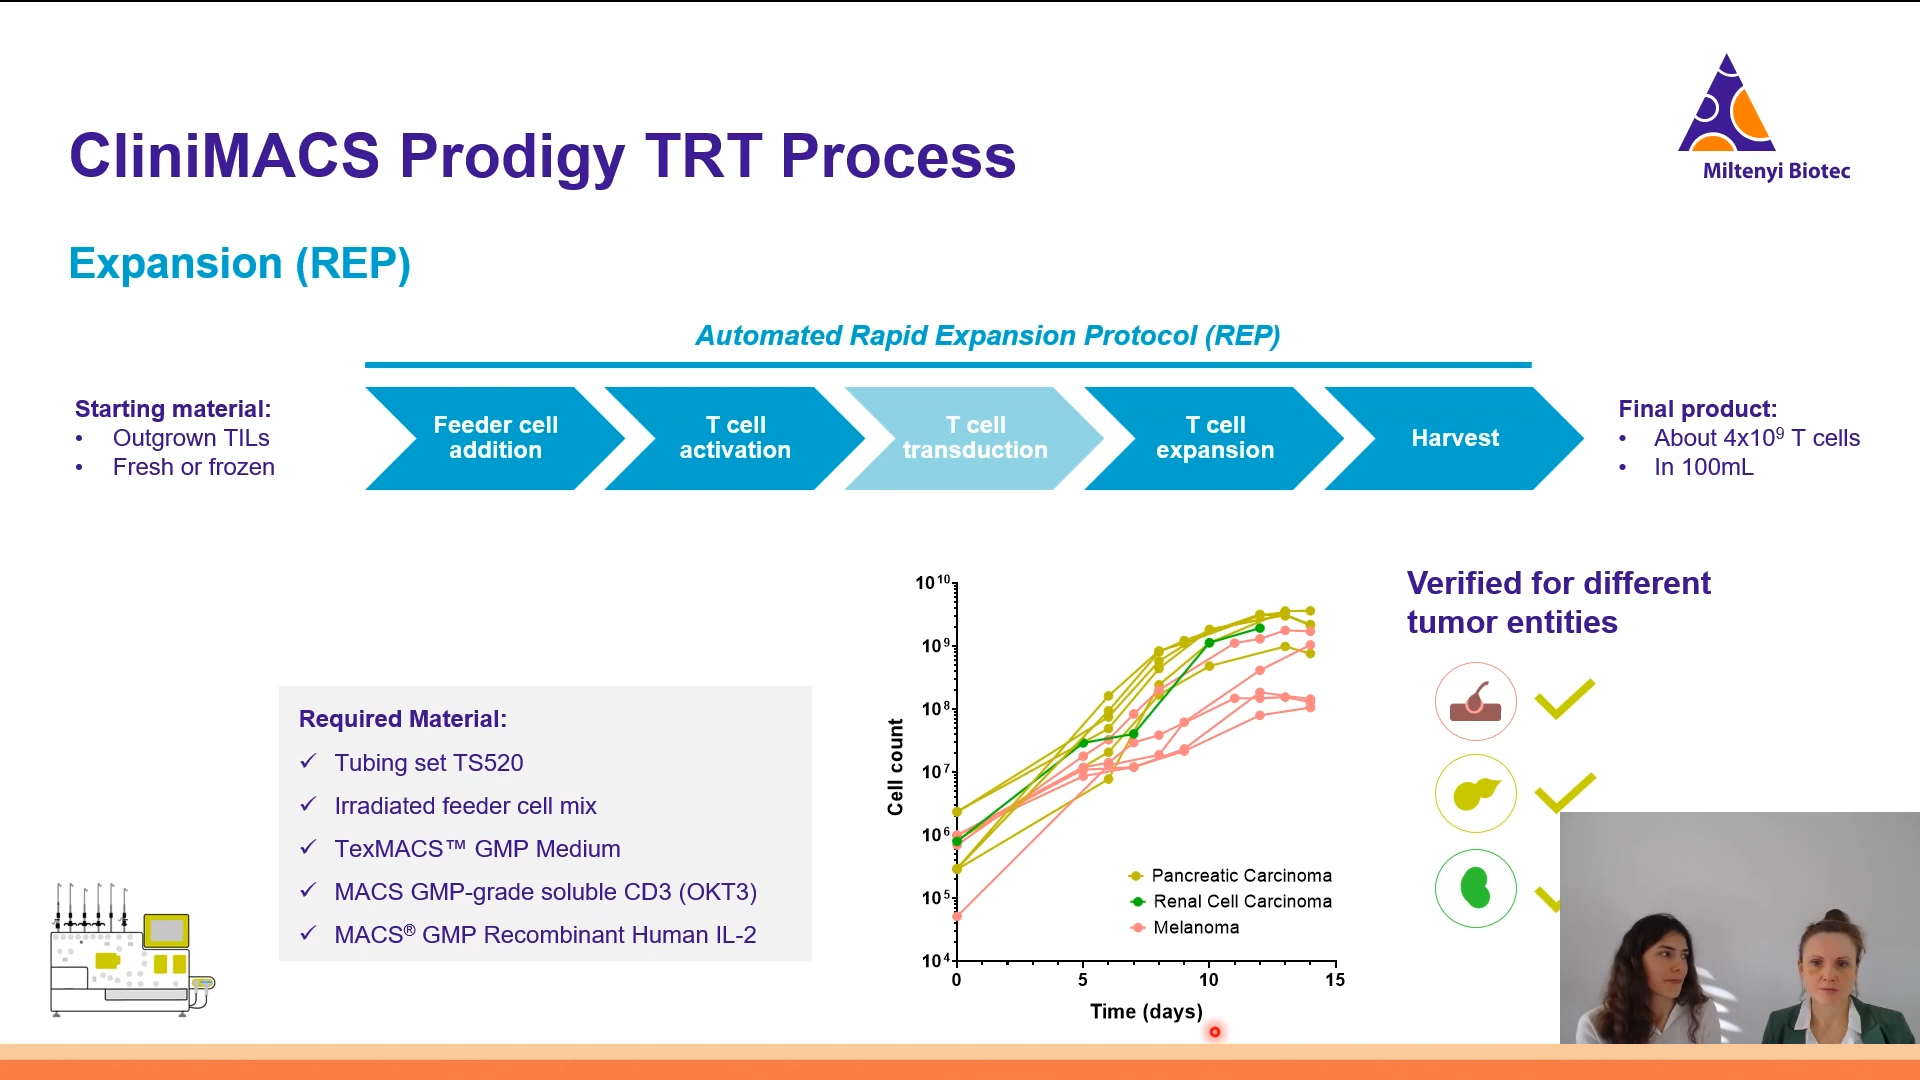 CliniMACS Prodigy TRT Process
Miltenyi Biotec
Expansion (REP)
Automated Rapid Expansion Protocol (REP)
Starting material:
• Outgrown TILs
• Fresh or frozen
Feeder cell
addition
T cell
activation
T cell
transduction
T cell
expansion
Harvest
Final product:
• About 4x10⁹ T cells
• In 100mL
Required Material:
✓ Tubing set TS520
✓ Irradiated feeder cell mix
✓ TexMACS™ GMP Medium
✓ MACS GMP-grade soluble CD3 (OKT3)
✓ MACS® GMP Recombinant Human IL-2
Cell count
10¹⁰
10⁹
10⁸
10⁷
10⁶
10⁵
10⁴
0 5 10 15
Time (days)
Pancreatic Carcinoma
Renal Cell Carcinoma
Melanoma
Verified for different
tumor entities